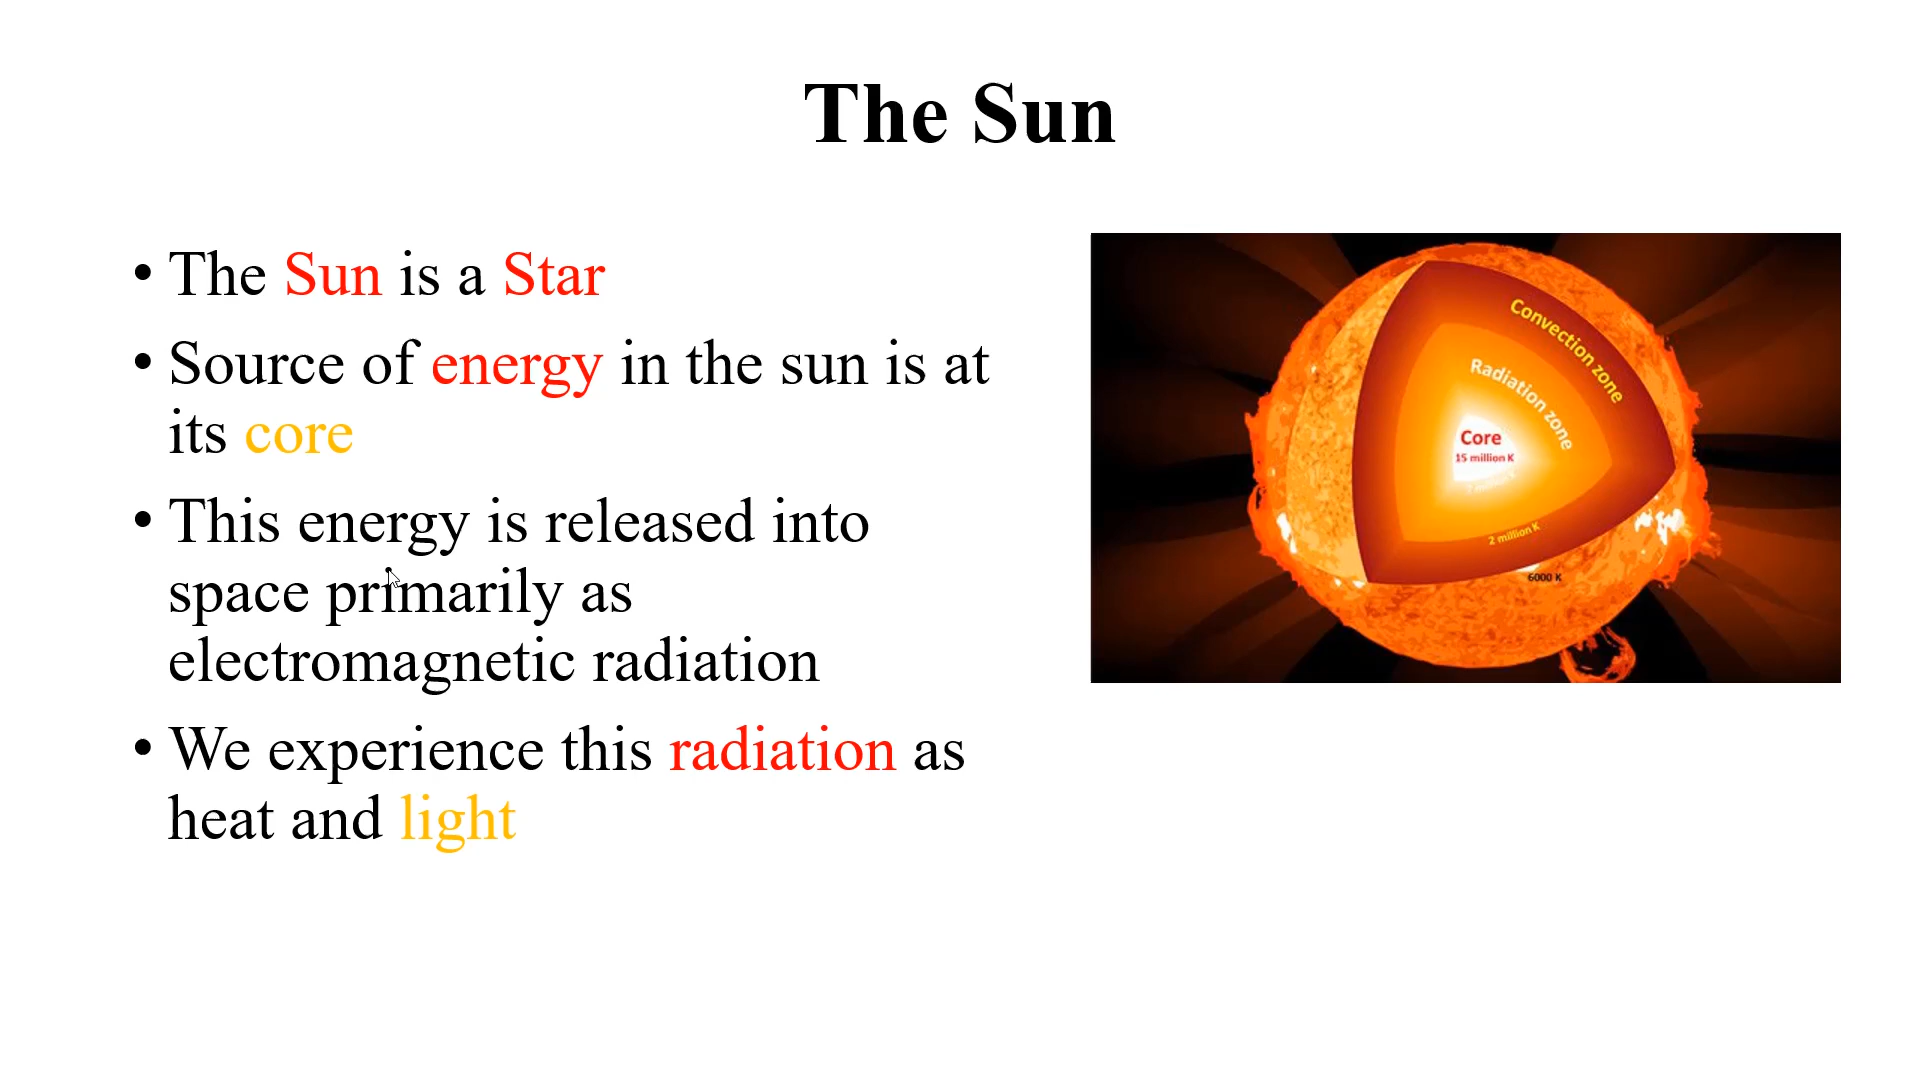 The Sun
• The Sun is a Star
• Source of energy in the sun is at
its core
• This energy is released into
space primarily as
electromagnetic radiation
• We experience this radiation as
heat and light
Convection zone
Radiation zone
Core
15 million K
2 million K
6000 K